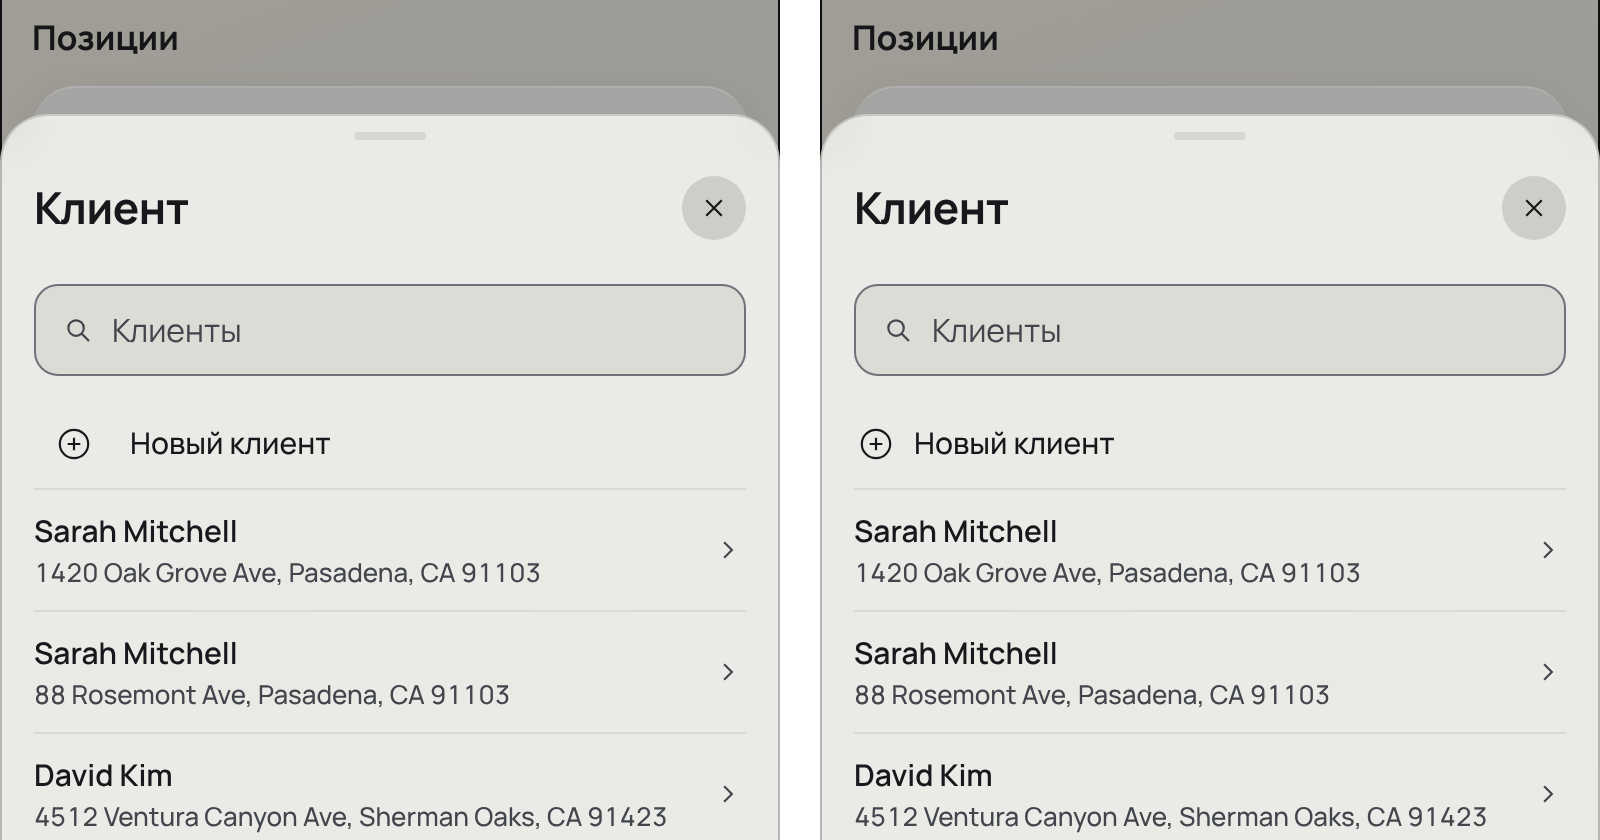 Позиции
Клиент
Клиенты
Новый клиент
Sarah Mitchell
1420 Oak Grove Ave, Pasadena, CA 91103
Sarah Mitchell
88 Rosemont Ave, Pasadena, CA 91103
David Kim
4512 Ventura Canyon Ave, Sherman Oaks, CA 91423
Позиции
Клиент
Клиенты
Новый клиент
Sarah Mitchell
1420 Oak Grove Ave, Pasadena, CA 91103
Sarah Mitchell
88 Rosemont Ave, Pasadena, CA 91103
David Kim
4512 Ventura Canyon Ave, Sherman Oaks, CA 91423